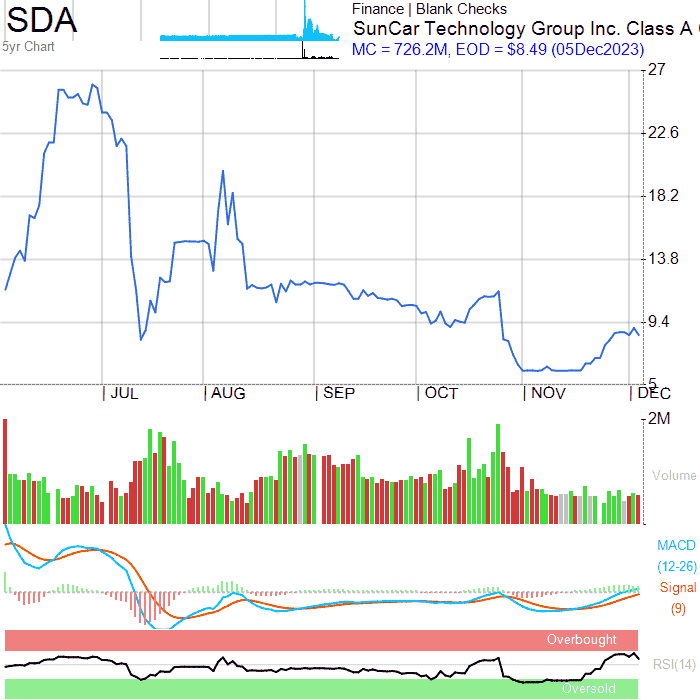 SDA
5yr Chart
Finance | Blank Checks
SunCar Technology Group Inc. Class A
MC = 726.2M, EOD = $8.49 (05Dec2023)
27
22.6
18.2
13.8
9.4
5
JUL
AUG
SEP
OCT
NOV
DEC
2M
Volume
MACD
(12-26)
Signal
(9)
Overbought
RSI(14)
Oversold